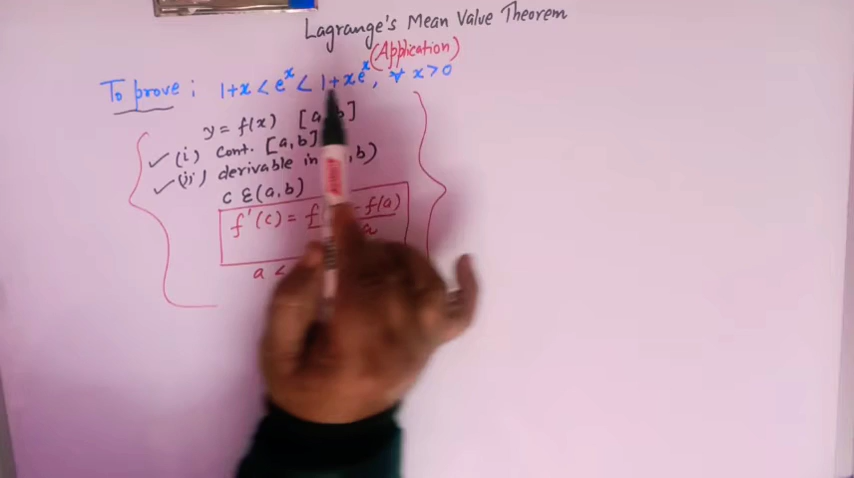 Lagrange's Mean Value Theorem
(Application)
To prove : 1+x < e^x < 1+xe^x, ∀ x>0
y = f(x) [a,b]
(i) cont. [a,b]
(ii) derivable in ,b)
c ε (a,b)
f'(c) = f( - f(a)
a
a <